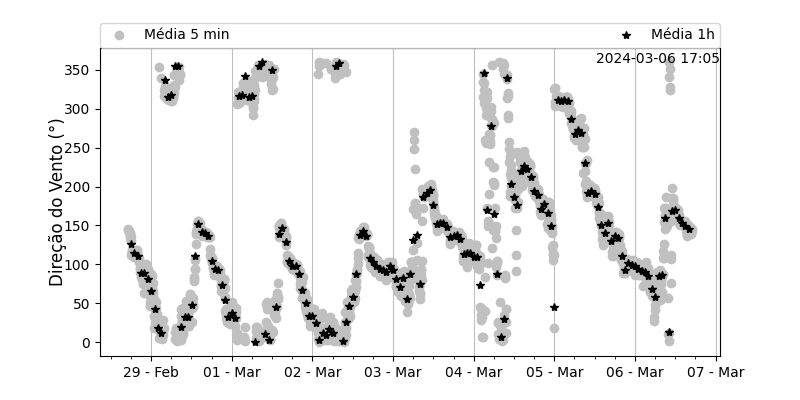 Média 5 min
Média 1h
2024-03-06 17:05
Direção do Vento (°)
350
300
250
200
150
100
50
0
29 - Feb
01 - Mar
02 - Mar
03 - Mar
04 - Mar
05 - Mar
06 - Mar
07 - Mar